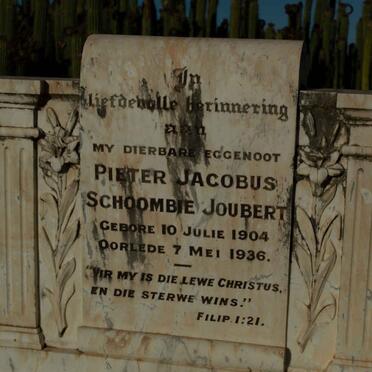 In
liefdevolle herinnering
aan
MY DIERBARE EGGENOOT
PIETER JACOBUS
SCHOOMBIE JOUBERT
GEBORE 10 JULIE 1904
OORLEDE 7 MEI 1936.
"VIR MY IS DIE LEWE CHRISTUS,
EN DIE STERWE WINS."
FILIP. 1:21.